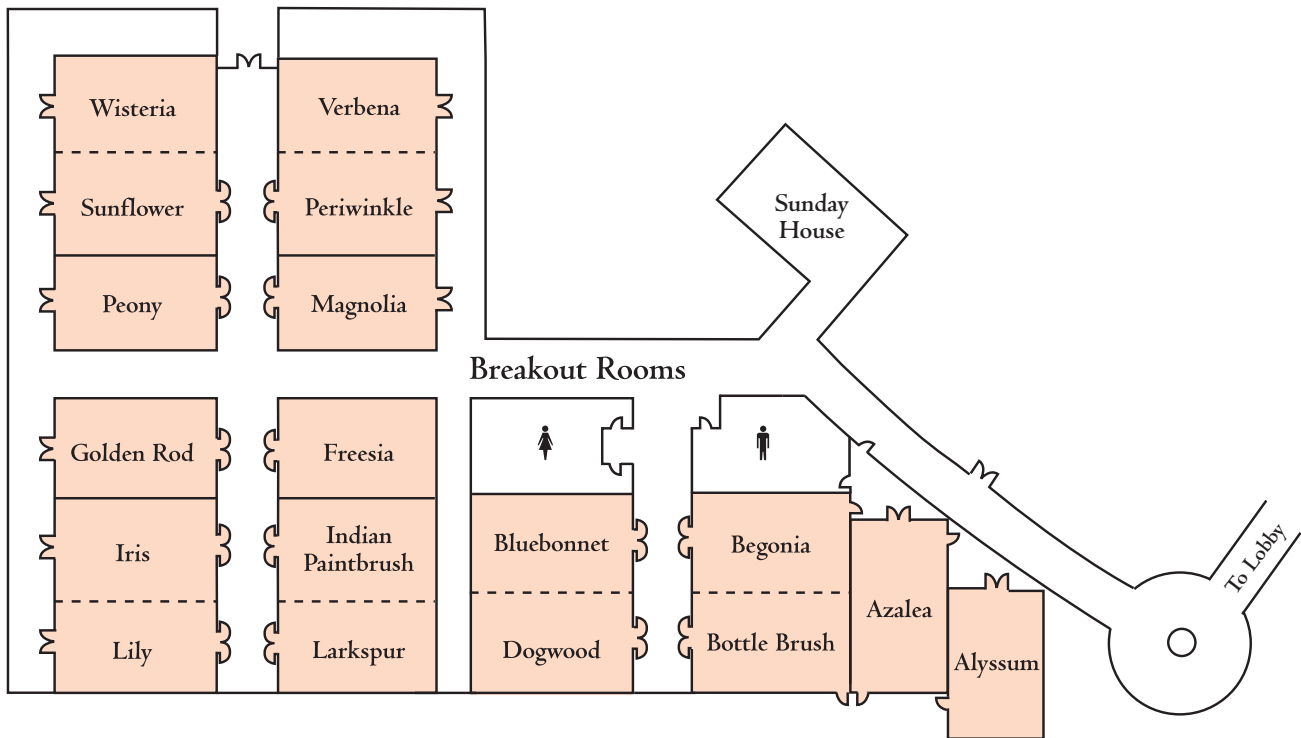 Wisteria
Verbena
Sunflower
Periwinkle
Sunday
House
Peony
Magnolia
Breakout Rooms
Golden Rod
Freesia
Iris
Indian
Paintbrush
Bluebonnet
Begonia
To Lobby
Azalea
Lily
Larkspur
Dogwood
Bottle Brush
Alyssum